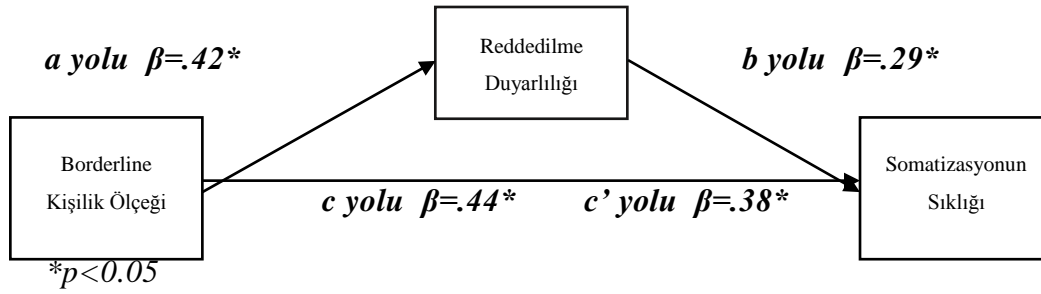 a yolu β=.42*
Reddedilme
Duyarlılığı
b yolu β=.29*
Borderline
Kişilik Ölçeği
Somatizasyonun
Sıklığı
c yolu β=.44*
c’ yolu β=.38*
*p<0.05